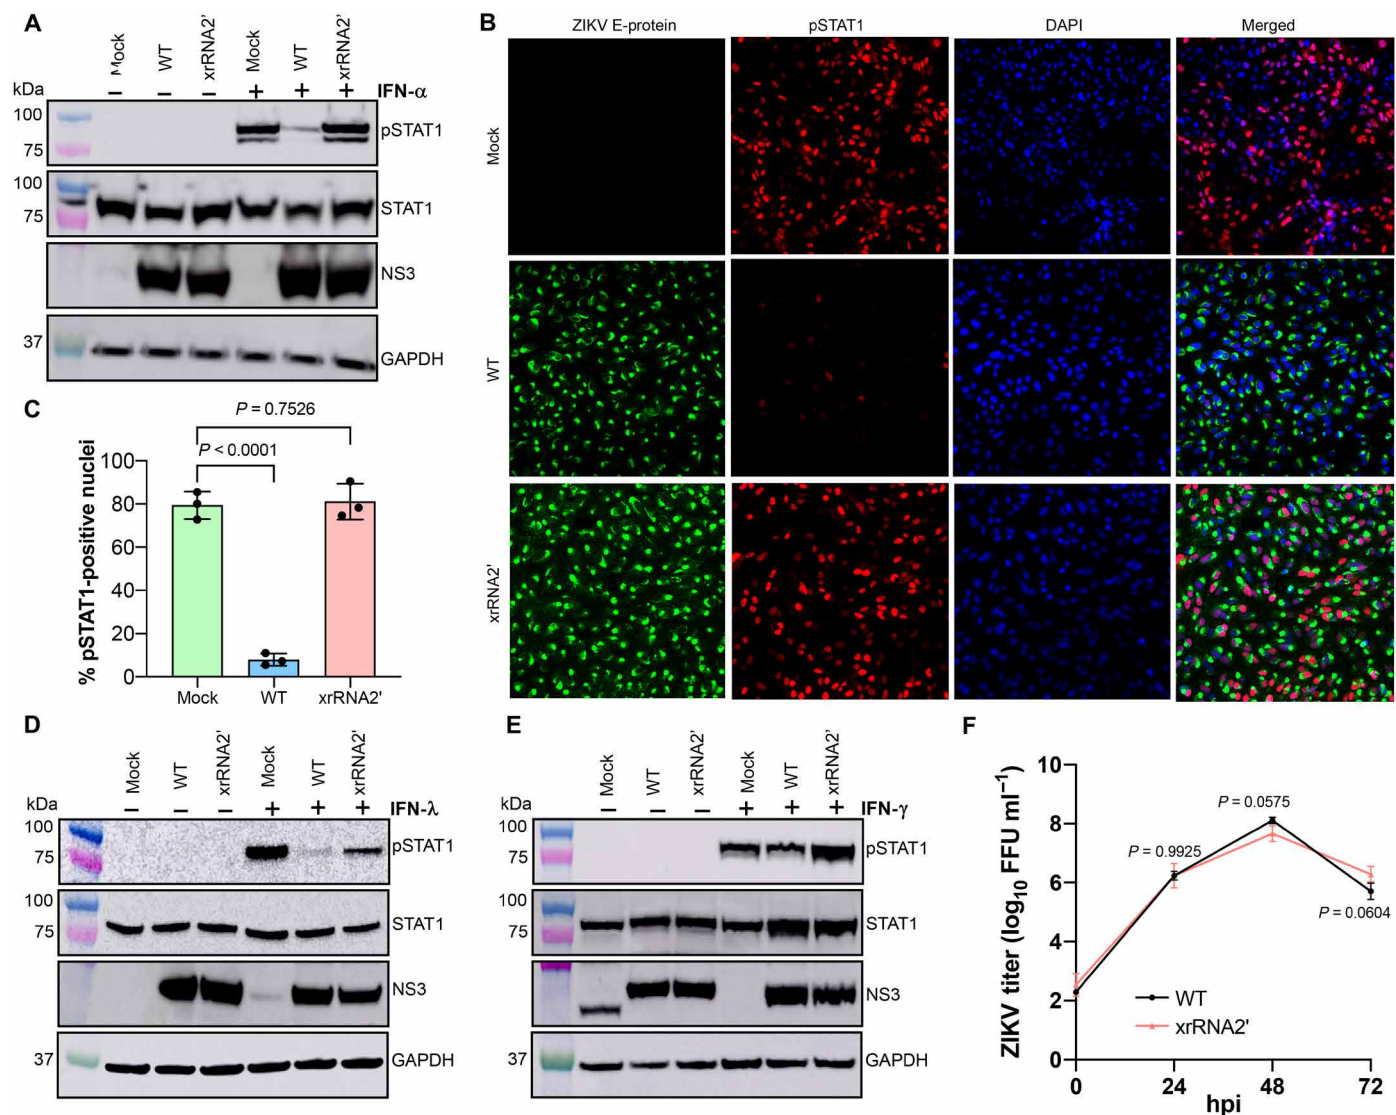 A
Mock
WT
xrRNA2'
Mock
WT
xrRNA2'
kDa
– – – + + + IFN-α
100
75
pSTAT1
100
75
STAT1
NS3
37
GAPDH
B
ZIKV E-protein pSTAT1 DAPI Merged
Mock
WT
xrRNA2'
C
P = 0.7526
P < 0.0001
% pSTAT1-positive nuclei
100
80
60
40
20
0
Mock WT xrRNA2'
D
Mock
WT
xrRNA2'
Mock
WT
xrRNA2'
kDa
– – – + + + IFN-λ
100
75
pSTAT1
100
75
STAT1
NS3
37
GAPDH
E
Mock
WT
xrRNA2'
Mock
WT
xrRNA2'
kDa
– – – + + + IFN-γ
100
75
pSTAT1
100
75
STAT1
NS3
37
GAPDH
F
ZIKV titer (log10 FFU ml−1)
10
8
6
4
2
0
P = 0.0575
P = 0.9925
P = 0.0604
WT
xrRNA2'
0 24 48 72
hpi